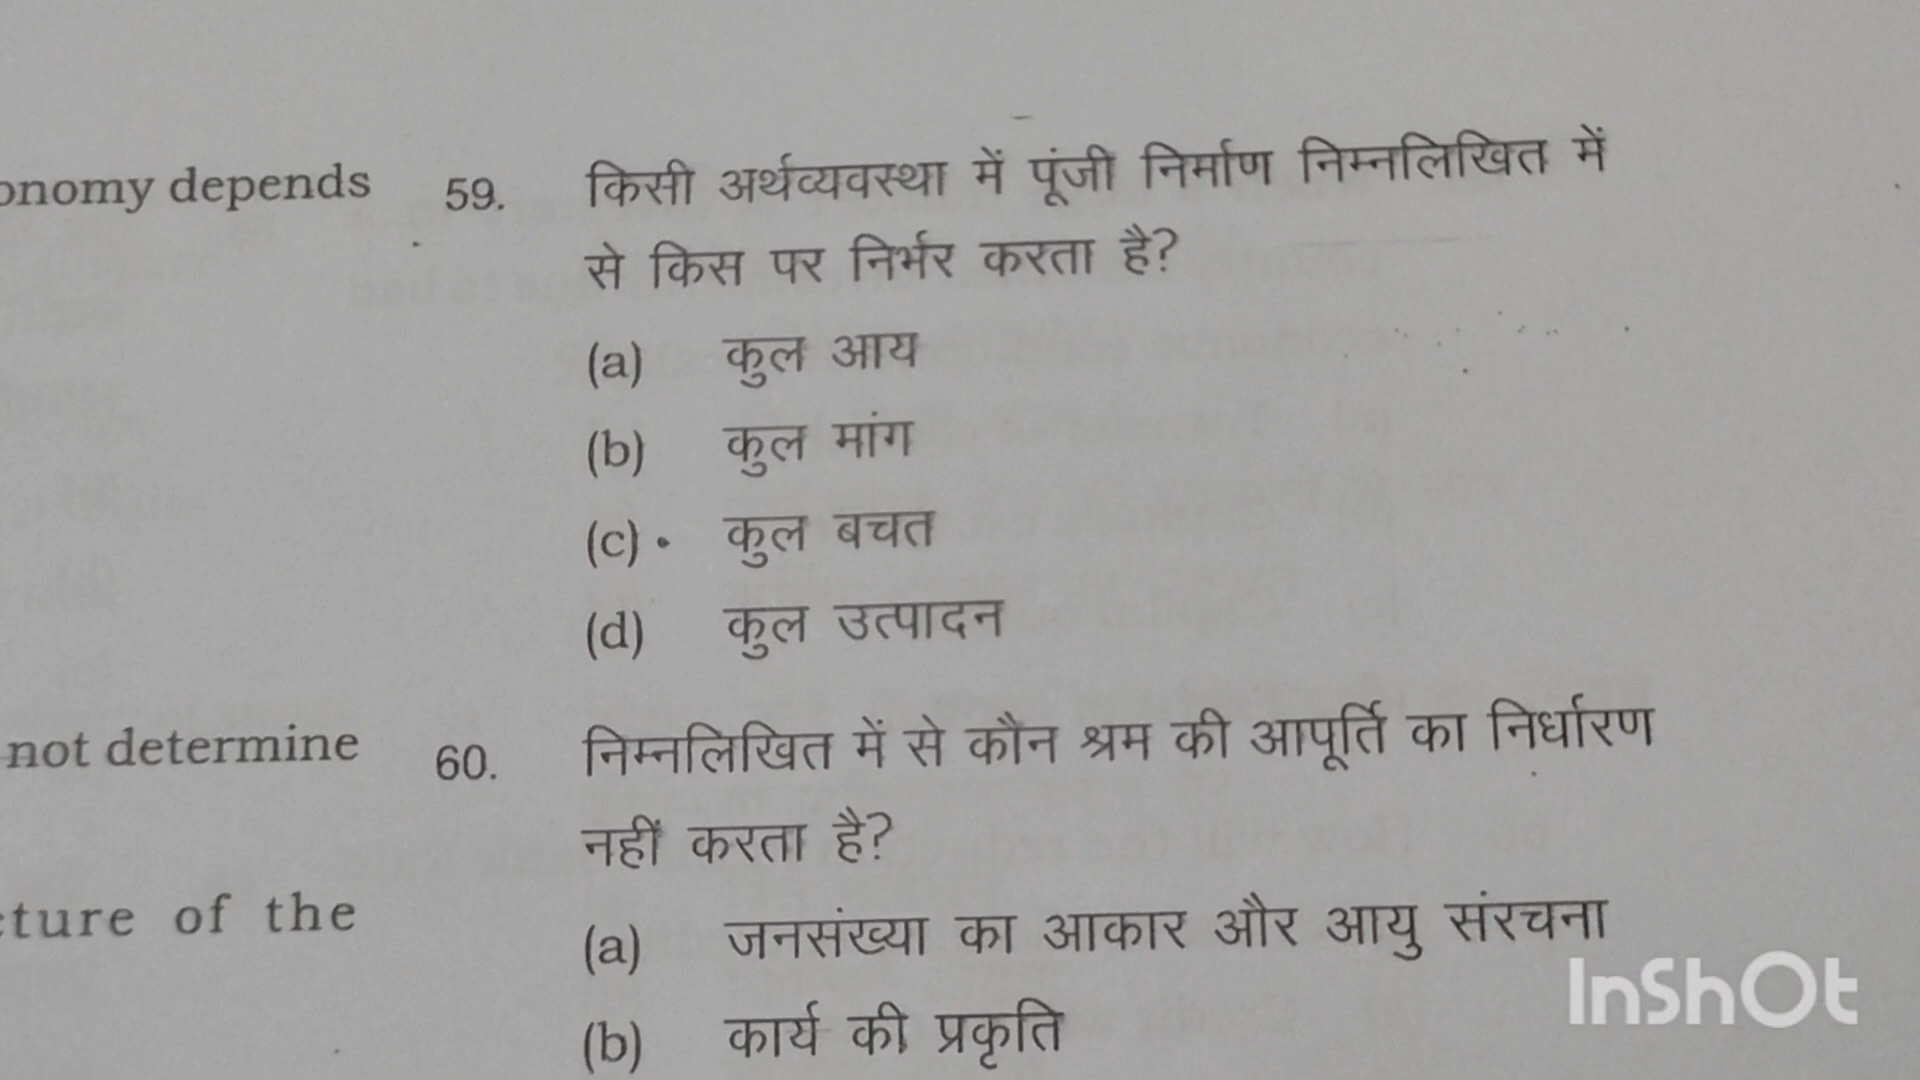 onomy depends
not determine
ture of the
59. किसी अर्थव्यवस्था में पूंजी निर्माण निम्नलिखित में
से किस पर निर्भर करता है?
(a) कुल आय
(b) कुल मांग
(c) कुल बचत
(d) कुल उत्पादन
60. निम्नलिखित में से कौन श्रम की आपूर्ति का निर्धारण
नहीं करता है?
(a) जनसंख्या का आकार और आयु संरचना
(b) कार्य की प्रकृति
InShOt